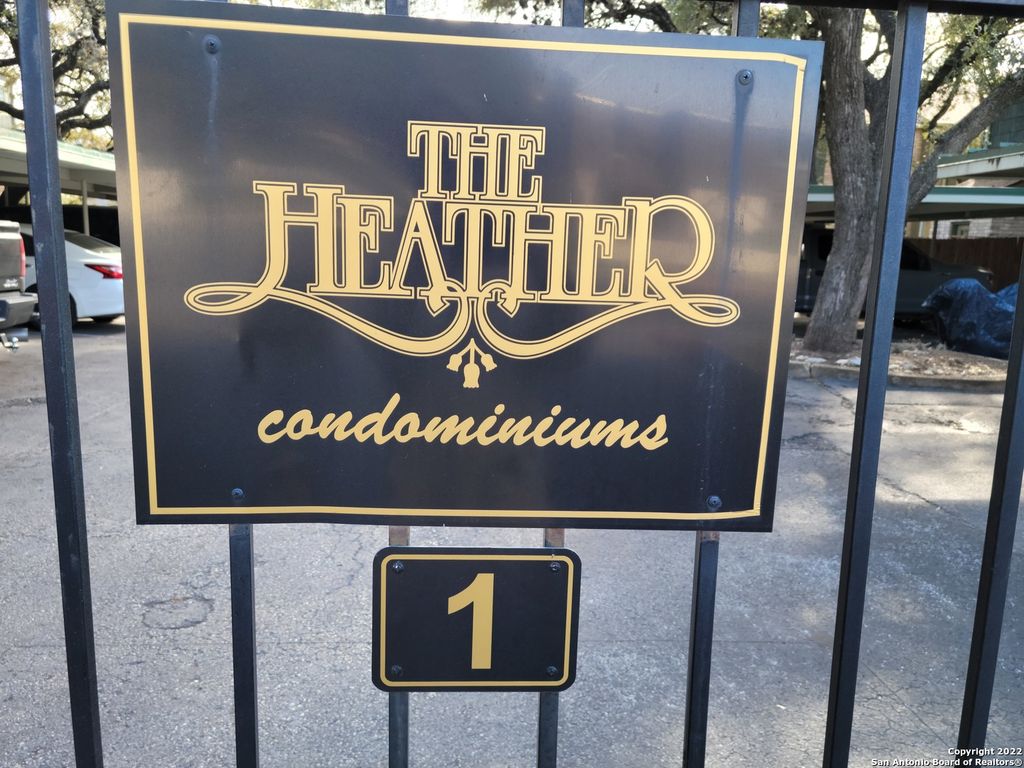 THE
HEATHER
condominiums
1
Copyright 2022
San Antonio Board of Realtors®